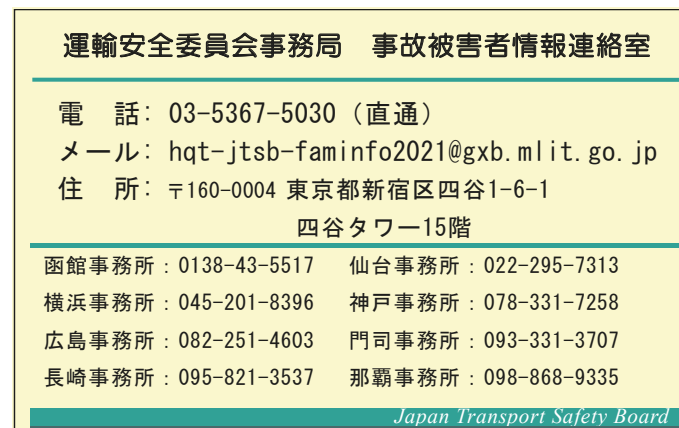 運輸安全委員会事務局　事故被害者情報連絡室
電　話: 03-5367-5030（直通）
メール: hqt-jtsb-faminfo2021@gxb.mlit.go.jp
住　所: 〒160-0004 東京都新宿区四谷1-6-1
四谷タワー15階
函館事務所：0138-43-5517　仙台事務所：022-295-7313
横浜事務所：045-201-8396　神戸事務所：078-331-7258
広島事務所：082-251-4603　門司事務所：093-331-3707
長崎事務所：095-821-3537　那覇事務所：098-868-9335
Japan Transport Safety Board